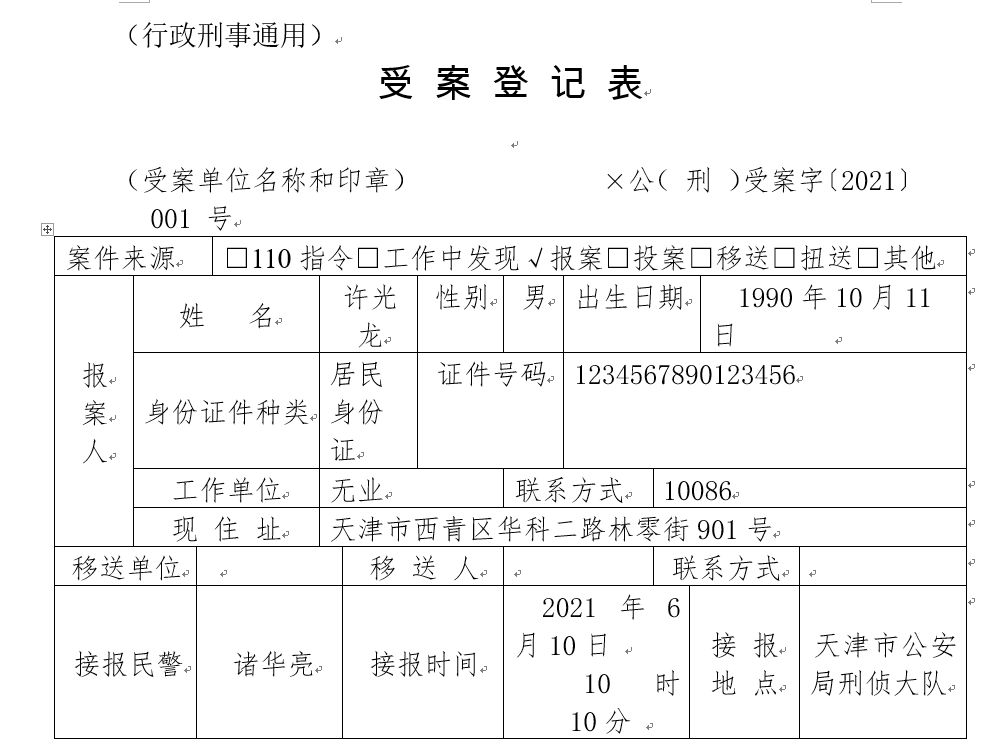 （行政刑事通用）
受 案 登 记 表
（受案单位名称和印章） ×公( 刑 )受案字〔2021〕
001 号
案件来源 □110 指令□工作中发现√报案□投案□移送□扭送□其他
报案人
姓 名 许光龙 性别 男 出生日期 1990 年 10 月 11 日
身份证件种类 居民身份证 证件号码 1234567890123456
工作单位 无业 联系方式 10086
现 住 址 天津市西青区华科二路林零街 901 号
移送单位 移 送 人 联系方式
接报民警 诸华亮 接报时间 2021 年 6 月 10 日 10 时 10 分 接 报 地 点 天津市公安局刑侦大队